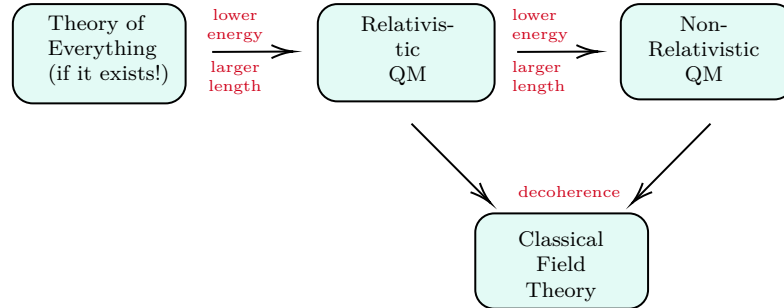 Theory of
Everything
(if it exists!)
lower
energy
larger
length
Relativis-
tic
QM
lower
energy
larger
length
Non-
Relativistic
QM
decoherence
Classical
Field
Theory